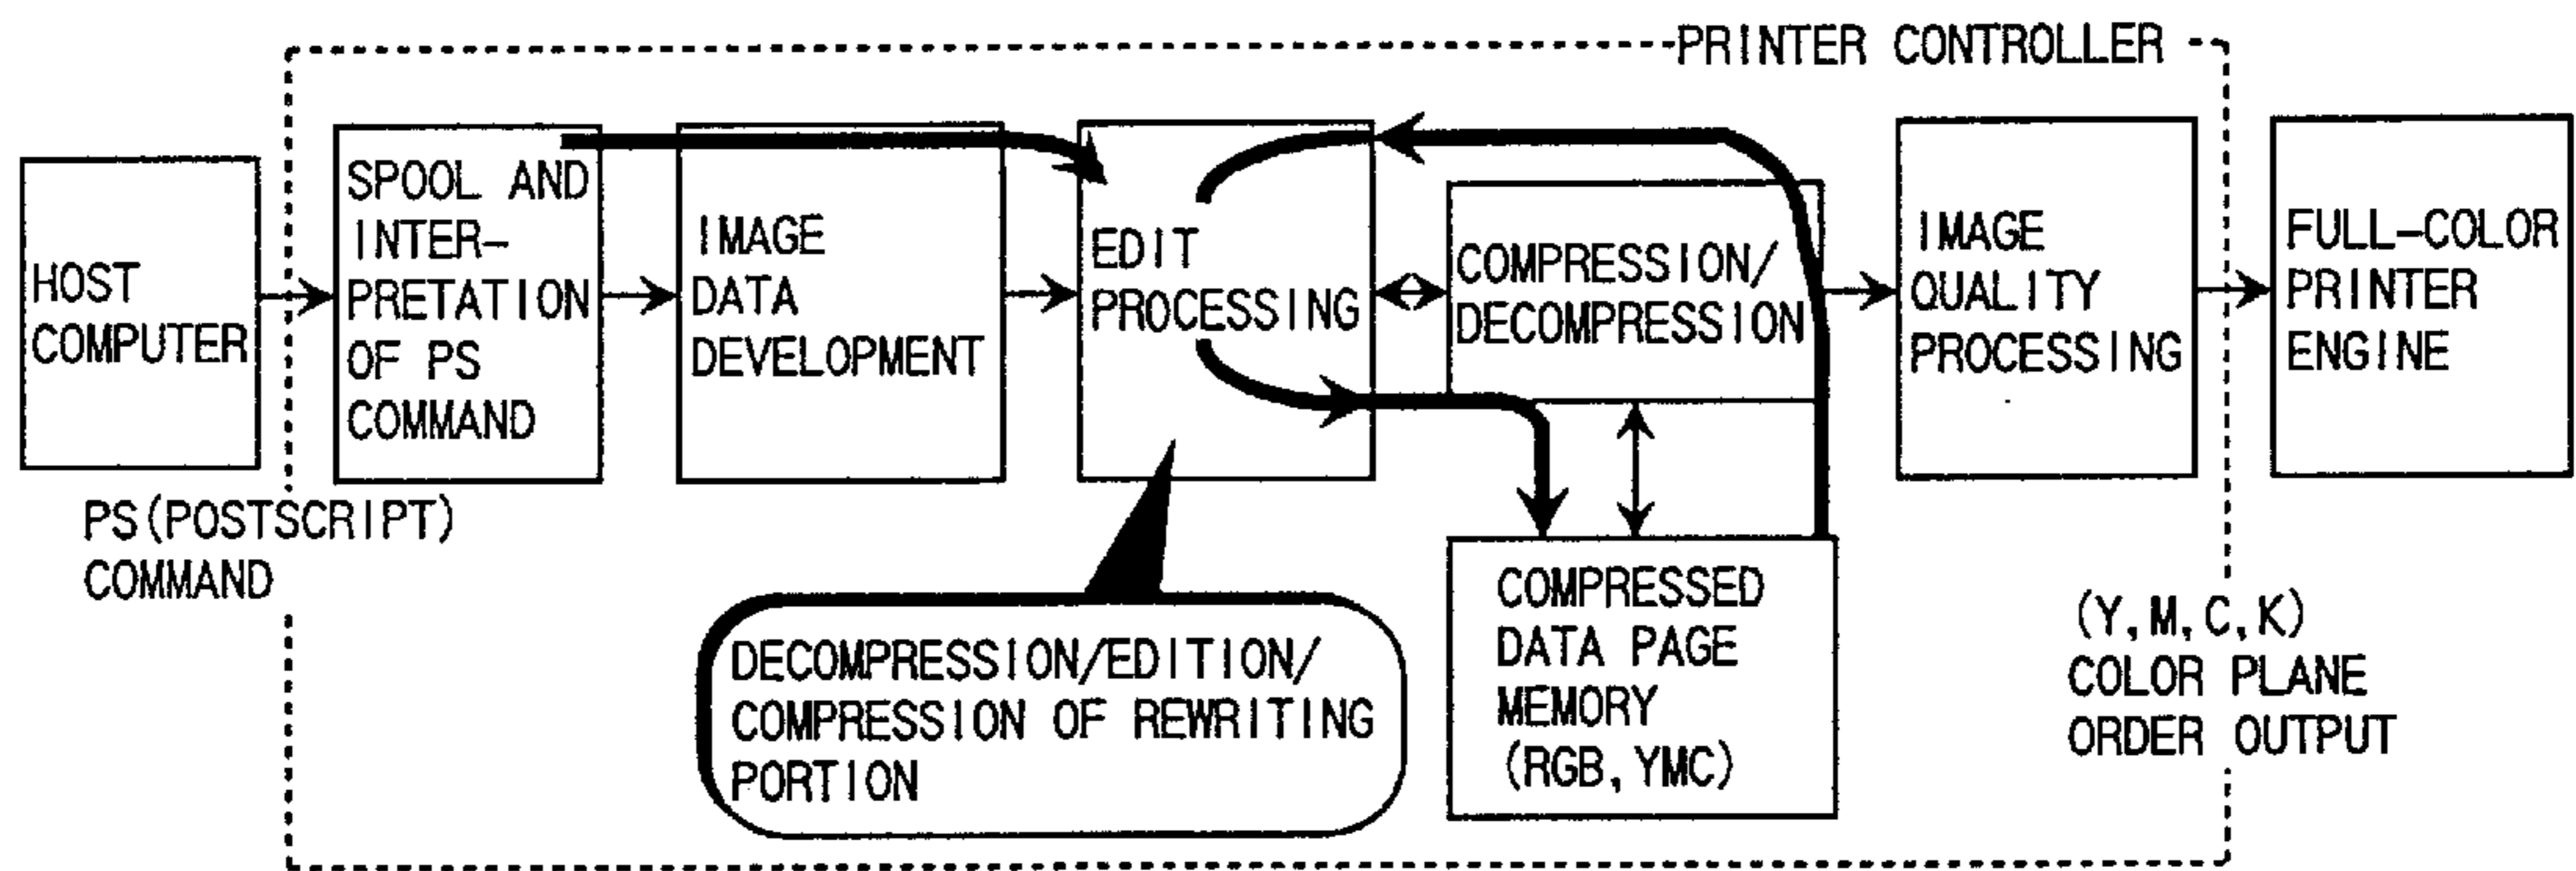 PRINTER CONTROLLER
HOST
COMPUTER
PS(POSTSCRIPT)
COMMAND
SPOOL AND
INTER-
PRETATION
OF PS
COMMAND
IMAGE
DATA
DEVELOPMENT
EDIT
PROCESSING
COMPRESSION/
DECOMPRESSION
IMAGE
QUALITY
PROCESSING
FULL-COLOR
PRINTER
ENGINE
DECOMPRESSION/EDITION/
COMPRESSION OF REWRITING
PORTION
COMPRESSED
DATA PAGE
MEMORY
(RGB, YMC)
(Y, M, C, K)
COLOR PLANE
ORDER OUTPUT